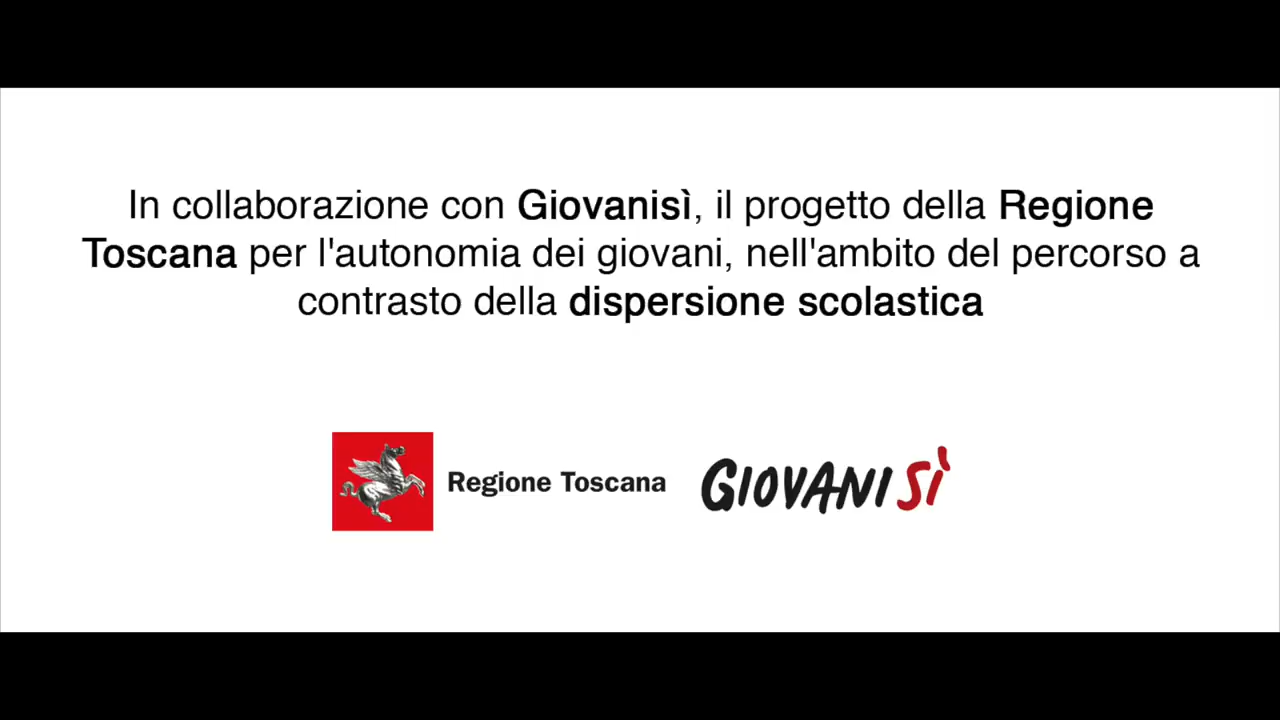 In collaborazione con Giovanisì, il progetto della Regione
Toscana per l'autonomia dei giovani, nell'ambito del percorso a
contrasto della dispersione scolastica
Regione Toscana
GIOVANISÌ